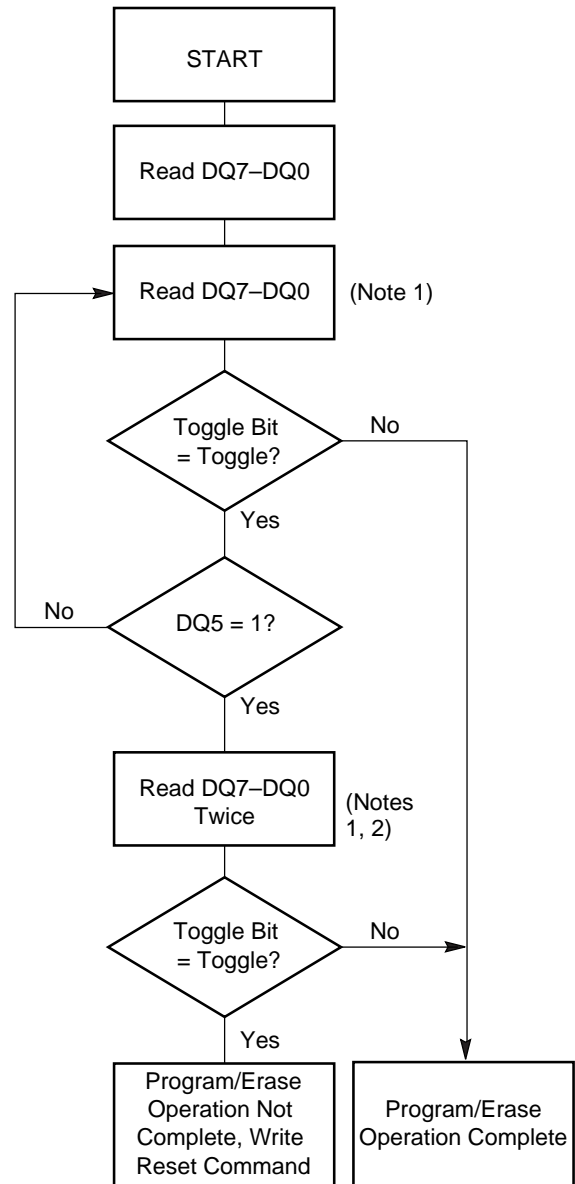 START
Read DQ7–DQ0
Read DQ7–DQ0
(Note 1)
Toggle Bit
= Toggle?
No
Yes
No
DQ5 = 1?
Yes
Read DQ7–DQ0
Twice
(Notes
1, 2)
Toggle Bit
= Toggle?
No
Yes
Program/Erase
Operation Not
Complete, Write
Reset Command
Program/Erase
Operation Complete